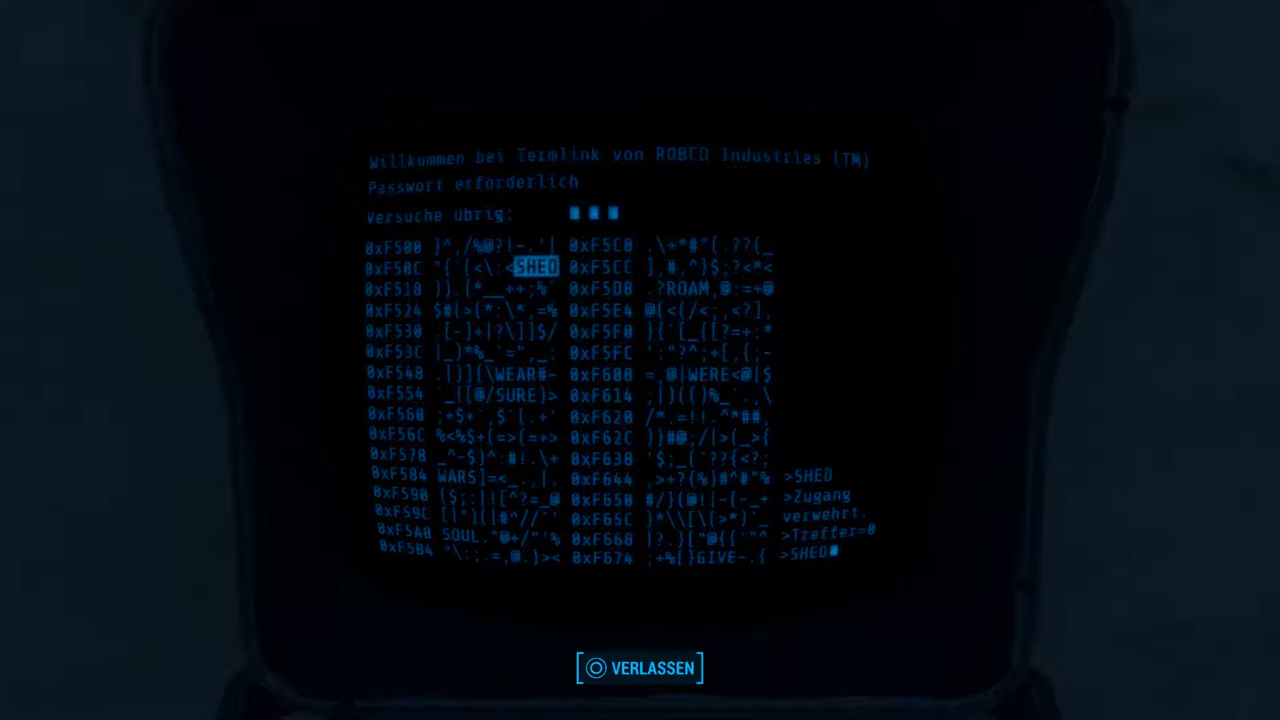 Willkommen bei Termlink von ROBCO Industries (TM)
Passwort erforderlich
Versuche übrig: ■ ■ ■
0xF500 }^,/%@?!-.'| 0xF5C0 .\+*#"(.??(_
0xF50C "{`(<\:<SHED 0xF5CC ],#,^}$;?<*<
0xF518 )).[*__++;%` 0xF5D8 .?ROAM,@:=+@
0xF524 $#(>(*:\*,=% 0xF5E4 @(<(/<;,<?],
0xF530 .[-]+|?\]]$/ 0xF5F0 }{`[_{[?=+:*
0xF53C |_)*%_`=",_: 0xF5FC ':"?^;+[,{;-
0xF548 .|)]{\WEAR#- 0xF608 =,@|WERE<@|$
0xF554 `_{[@/SURE}> 0xF614 ;|}(()%_`.,\
0xF560 ;+$+`,$`(.+' 0xF620 /*.=!!.^*##,
0xF56C %<%$+(=>(=+> 0xF62C )}#@;/|>(_>{
0xF578 _^-$)^:#!.\+ 0xF638 '$;_(`??{<?;
0xF584 WARS]=<_.,|. 0xF644 ,>+?{%)#^#"%
0xF590 ($;:|![^?=_@ 0xF650 #/}(@!|-(-_+
0xF59C [|")(|#^//`' 0xF65C }*\\[\[>*)`_
0xF5A8 SOUL."@+/"'% 0xF668 |?.}["@{('"^
0xF5B4 "\:;.=,@.}>< 0xF674 ;+%[}GIVE-.{
>SHED
>Zugang
verwehrt.
>Treffer=0
>SHED■
VERLASSEN